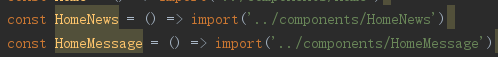 const HomeNews = () => import('../components/HomeNews')
const HomeMessage = () => import('../components/HomeMessage')